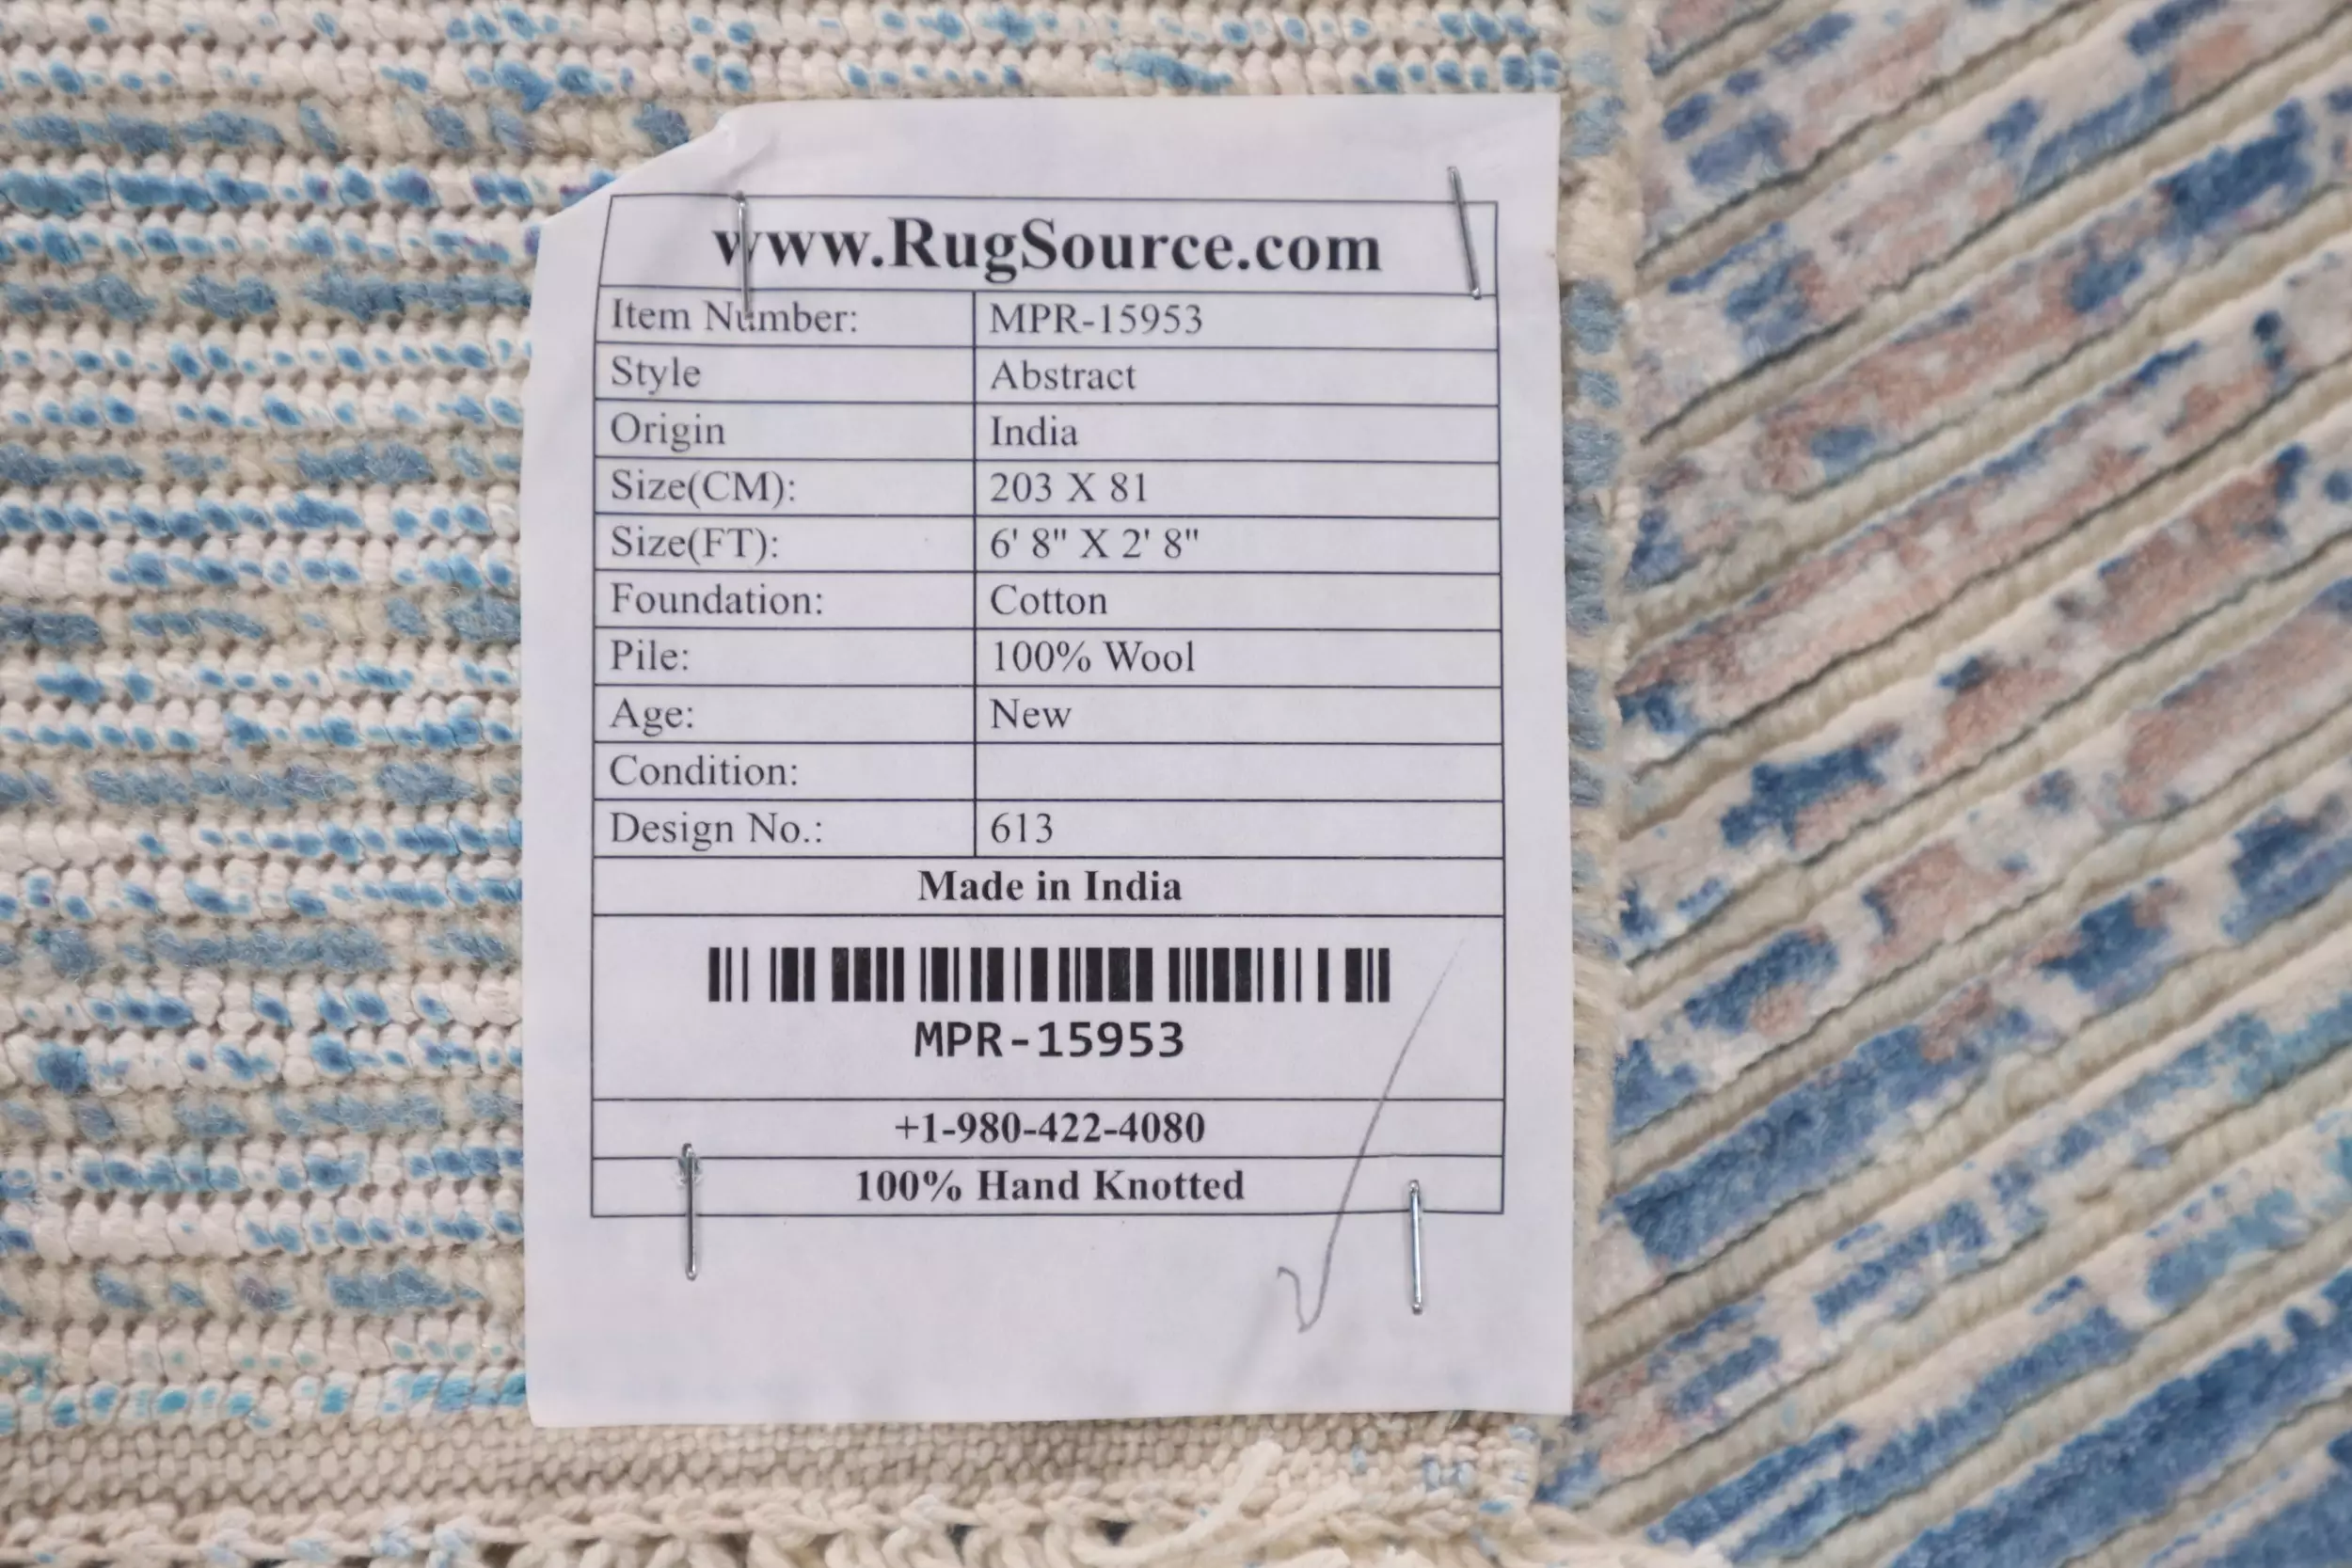 www.RugSource.com
Item Number: MPR-15953
Style Abstract
Origin India
Size(CM): 203 X 81
Size(FT): 6' 8" X 2' 8"
Foundation: Cotton
Pile: 100% Wool
Age: New
Condition:
Design No.: 613
Made in India
MPR-15953
+1-980-422-4080
100% Hand Knotted